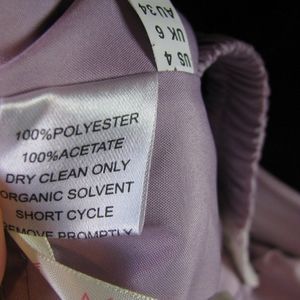 US 4
UK 6
AU 34
100%POLYESTER
100%ACETATE
DRY CLEAN ONLY
ORGANIC SOLVENT
SHORT CYCLE
REMOVE PROMPTLY